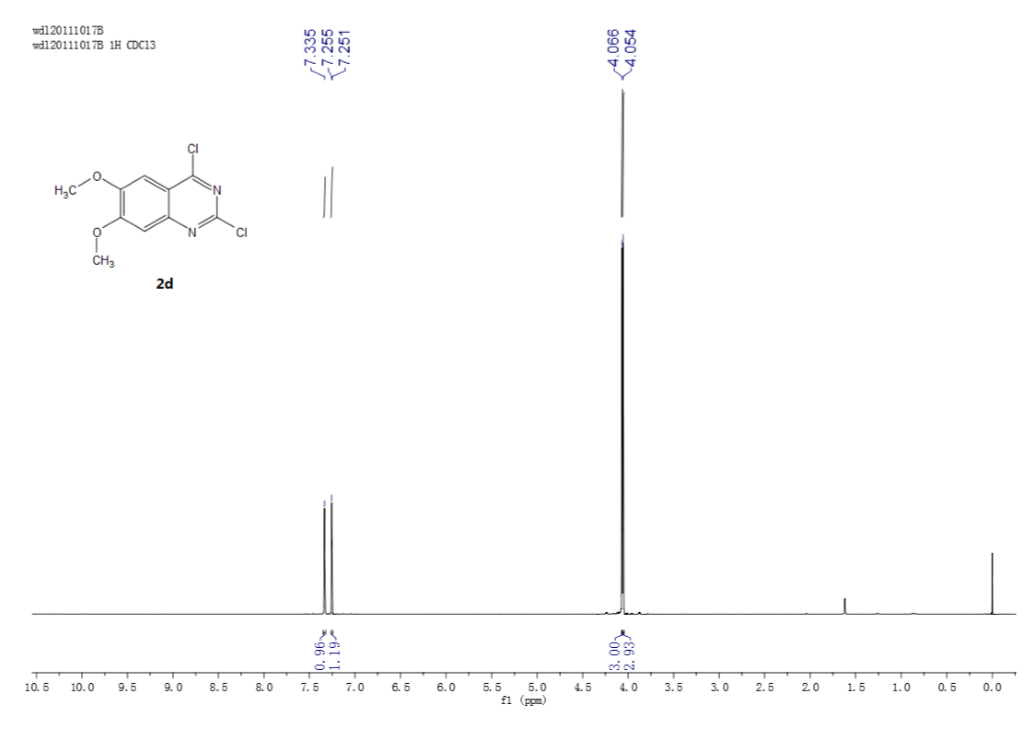 wdl20111017B
wdl20111017B 1H CDCl3
7.335
7.255
7.251
4.066
4.054
Cl
H₃C
O
N
O
N
Cl
CH₃
2d
0.96
1.19
3.00
2.93
10.5 10.0 9.5 9.0 8.5 8.0 7.5 7.0 6.5 6.0 5.5 5.0 4.5 4.0 3.5 3.0 2.5 2.0 1.5 1.0 0.5 0.0
f1 (ppm)